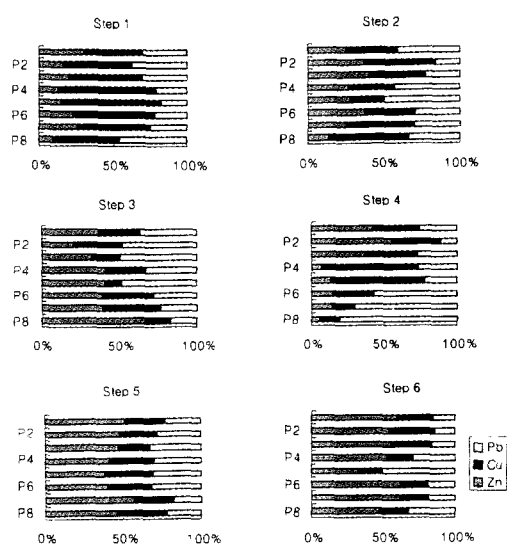 Step 1
P2
P4
P6
P8
0% 50% 100%
Step 2
P2
P4
P6
P8
0% 50% 100%
Step 3
P2
P4
P6
P8
0% 50% 100%
Step 4
P2
P4
P6
P8
0% 50% 100%
Step 5
P2
P4
P6
P8
0% 50% 100%
Step 6
P2
P4
P6
P8
0% 50% 100%
Pb
Cu
Zn